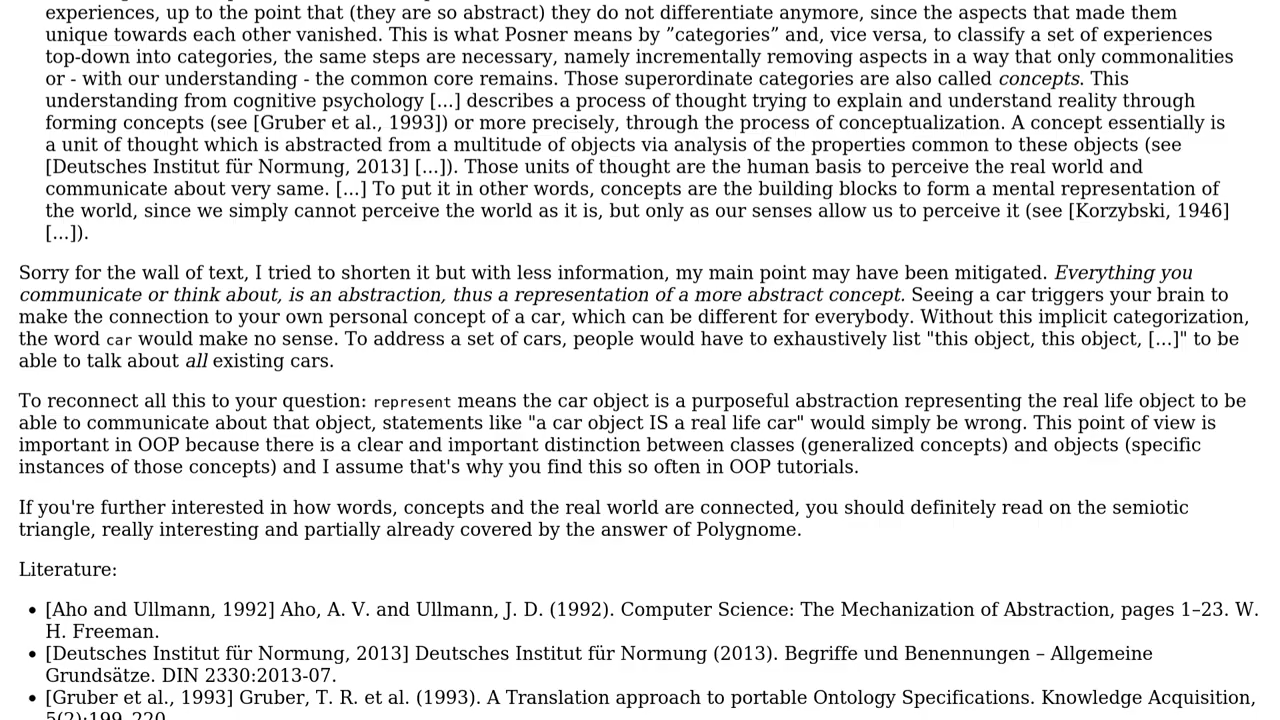 experiences, up to the point that (they are so abstract) they do not differentiate anymore, since the aspects that made them
unique towards each other vanished. This is what Posner means by ”categories” and, vice versa, to classify a set of experiences
top-down into categories, the same steps are necessary, namely incrementally removing aspects in a way that only commonalities
or - with our understanding - the common core remains. Those superordinate categories are also called concepts. This
understanding from cognitive psychology [...] describes a process of thought trying to explain and understand reality through
forming concepts (see [Gruber et al., 1993]) or more precisely, through the process of conceptualization. A concept essentially is
a unit of thought which is abstracted from a multitude of objects via analysis of the properties common to these objects (see
[Deutsches Institut für Normung, 2013] [...]). Those units of thought are the human basis to perceive the real world and
communicate about very same. [...] To put it in other words, concepts are the building blocks to form a mental representation of
the world, since we simply cannot perceive the world as it is, but only as our senses allow us to perceive it (see [Korzybski, 1946]
[...]).
Sorry for the wall of text, I tried to shorten it but with less information, my main point may have been mitigated. Everything you
communicate or think about, is an abstraction, thus a representation of a more abstract concept. Seeing a car triggers your brain to
make the connection to your own personal concept of a car, which can be different for everybody. Without this implicit categorization,
the word car would make no sense. To address a set of cars, people would have to exhaustively list "this object, this object, [...]" to be
able to talk about all existing cars.
To reconnect all this to your question: represent means the car object is a purposeful abstraction representing the real life object to be
able to communicate about that object, statements like "a car object IS a real life car" would simply be wrong. This point of view is
important in OOP because there is a clear and important distinction between classes (generalized concepts) and objects (specific
instances of those concepts) and I assume that's why you find this so often in OOP tutorials.
If you're further interested in how words, concepts and the real world are connected, you should definitely read on the semiotic
triangle, really interesting and partially already covered by the answer of Polygnome.
Literature:
• [Aho and Ullmann, 1992] Aho, A. V. and Ullmann, J. D. (1992). Computer Science: The Mechanization of Abstraction, pages 1–23. W.
H. Freeman.
• [Deutsches Institut für Normung, 2013] Deutsches Institut für Normung (2013). Begriffe und Benennungen – Allgemeine
Grundsätze. DIN 2330:2013-07.
• [Gruber et al., 1993] Gruber, T. R. et al. (1993). A Translation approach to portable Ontology Specifications. Knowledge Acquisition,
5(2):199–220.